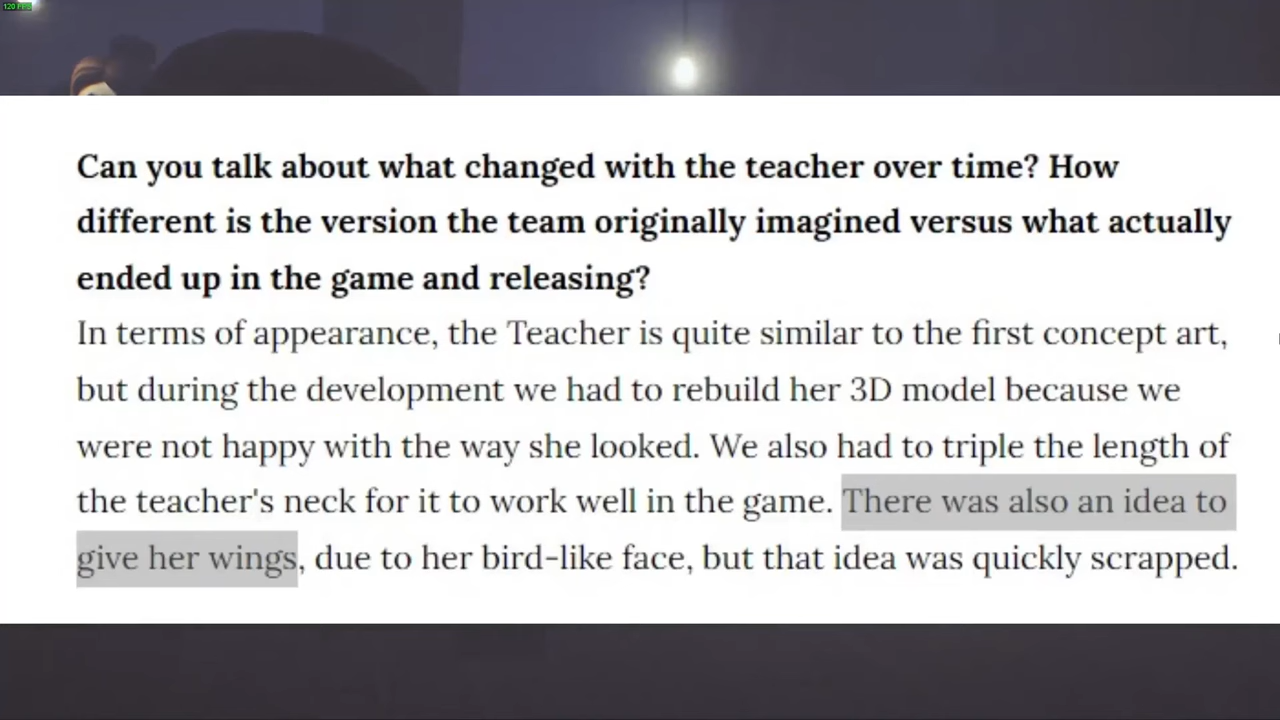 120 FPS
Can you talk about what changed with the teacher over time? How
different is the version the team originally imagined versus what actually
ended up in the game and releasing?
In terms of appearance, the Teacher is quite similar to the first concept art,
but during the development we had to rebuild her 3D model because we
were not happy with the way she looked. We also had to triple the length of
the teacher's neck for it to work well in the game. There was also an idea to
give her wings, due to her bird-like face, but that idea was quickly scrapped.